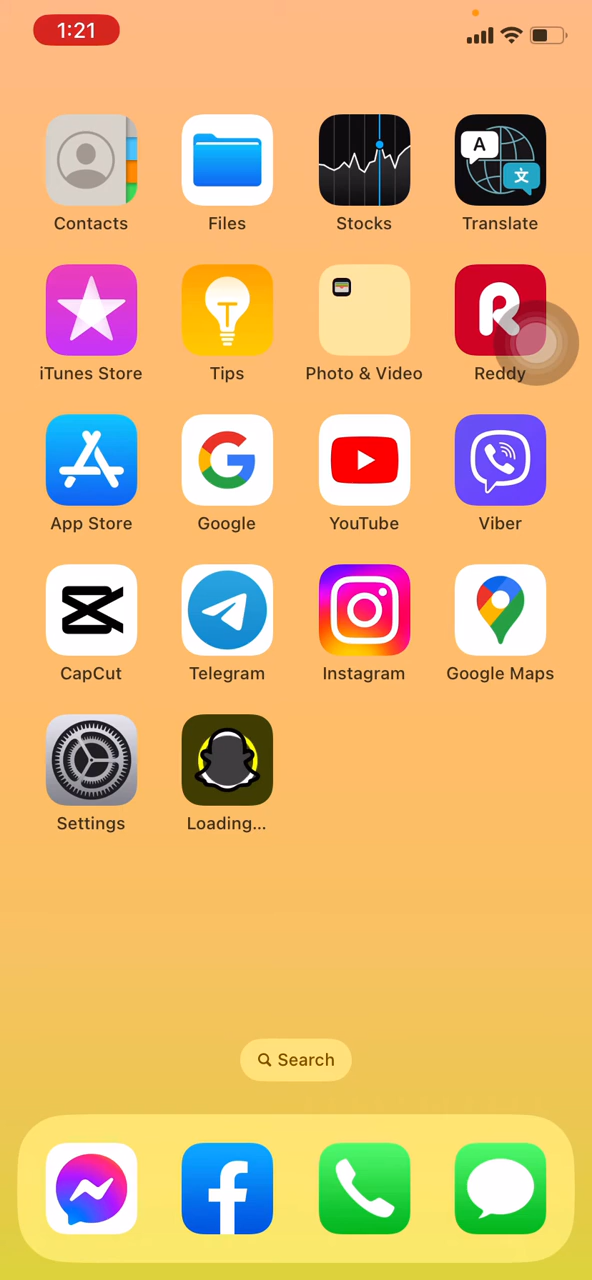 1:21
Contacts
Files
Stocks
Translate
A
文
iTunes Store
Tips
Photo & Video
Reddy
App Store
Google
YouTube
Viber
CapCut
Telegram
Instagram
Google Maps
Settings
Loading...
Search